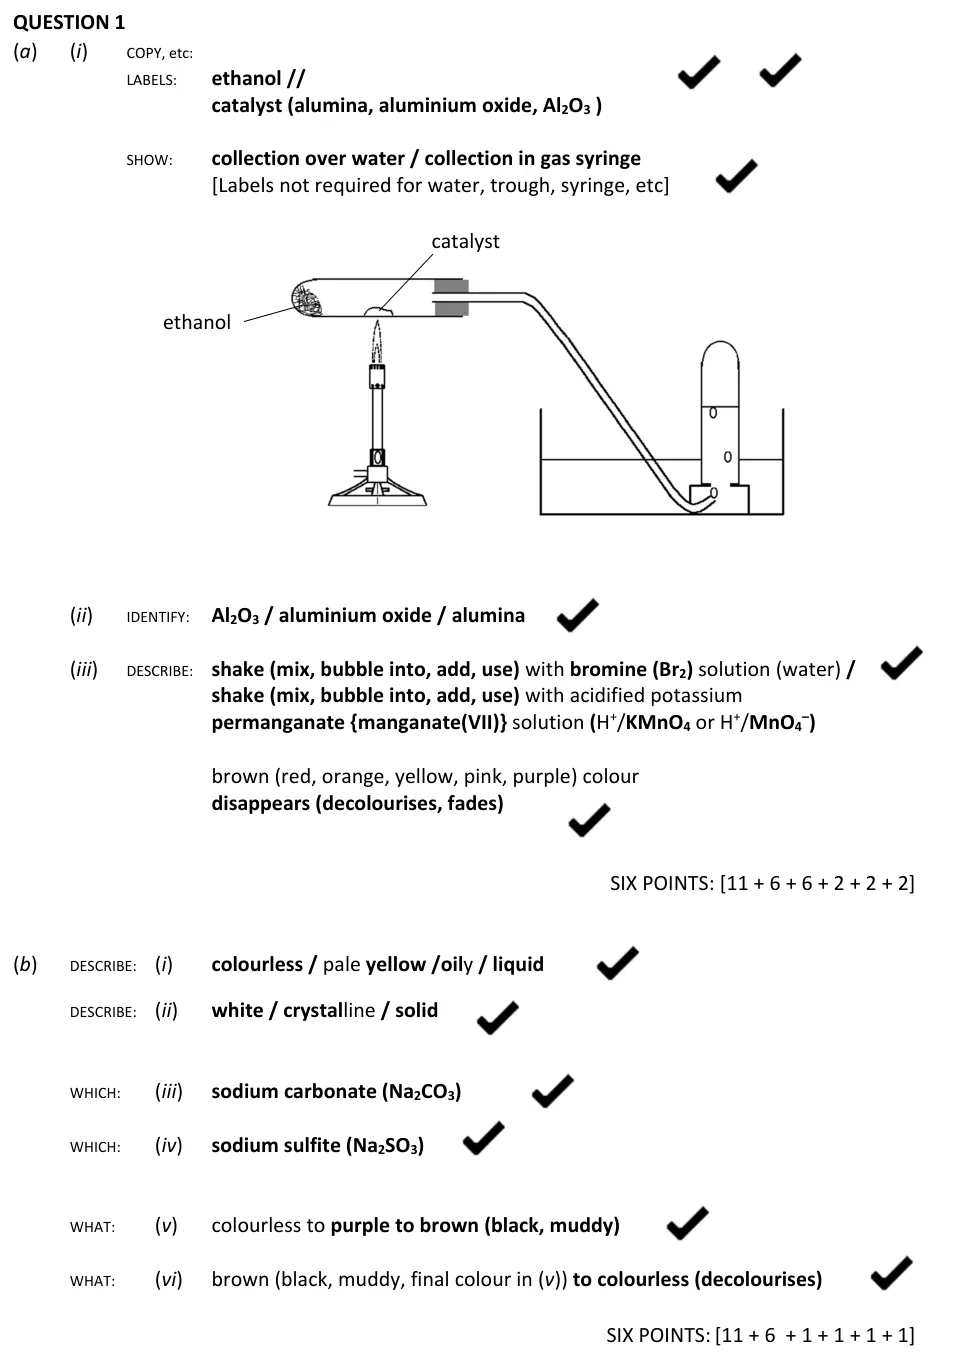 QUESTION 1
(a) (i) COPY, etc:
LABELS: ethanol //
catalyst (alumina, aluminium oxide, Al₂O₃ )
SHOW: collection over water / collection in gas syringe
[Labels not required for water, trough, syringe, etc]
catalyst
ethanol
(ii) IDENTIFY: Al₂O₃ / aluminium oxide / alumina
(iii) DESCRIBE: shake (mix, bubble into, add, use) with bromine (Br₂) solution (water) /
shake (mix, bubble into, add, use) with acidified potassium
permanganate {manganate(VII)} solution (H⁺/KMnO₄ or H⁺/MnO₄⁻)
brown (red, orange, yellow, pink, purple) colour
disappears (decolourises, fades)
SIX POINTS: [11 + 6 + 6 + 2 + 2 + 2]
(b) DESCRIBE: (i) colourless / pale yellow /oily / liquid
DESCRIBE: (ii) white / crystalline / solid
WHICH: (iii) sodium carbonate (Na₂CO₃)
WHICH: (iv) sodium sulfite (Na₂SO₃)
WHAT: (v) colourless to purple to brown (black, muddy)
WHAT: (vi) brown (black, muddy, final colour in (v)) to colourless (decolourises)
SIX POINTS: [11 + 6 + 1 + 1 + 1 + 1]